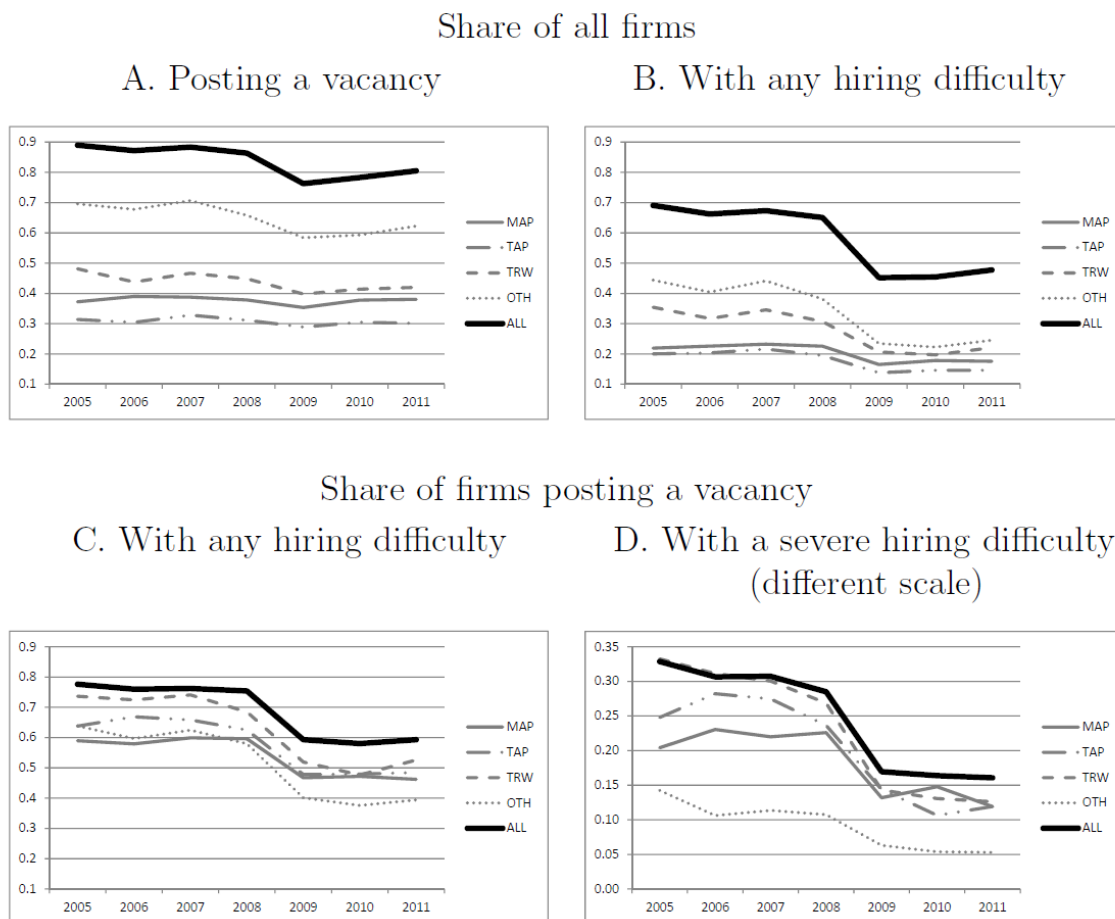 Share of all firms
A. Posting a vacancy
B. With any hiring difficulty
0.9
0.8
0.7
0.6
0.5
0.4
0.3
0.2
0.1
2005 2006 2007 2008 2009 2010 2011
MAP
TAP
TRW
OTH
ALL
0.9
0.8
0.7
0.6
0.5
0.4
0.3
0.2
0.1
2005 2006 2007 2008 2009 2010 2011
MAP
TAP
TRW
OTH
ALL
Share of firms posting a vacancy
C. With any hiring difficulty
D. With a severe hiring difficulty
(different scale)
0.9
0.8
0.7
0.6
0.5
0.4
0.3
0.2
0.1
2005 2006 2007 2008 2009 2010 2011
MAP
TAP
TRW
OTH
ALL
0.35
0.30
0.25
0.20
0.15
0.10
0.05
0.00
2005 2006 2007 2008 2009 2010 2011
MAP
TAP
TRW
OTH
ALL